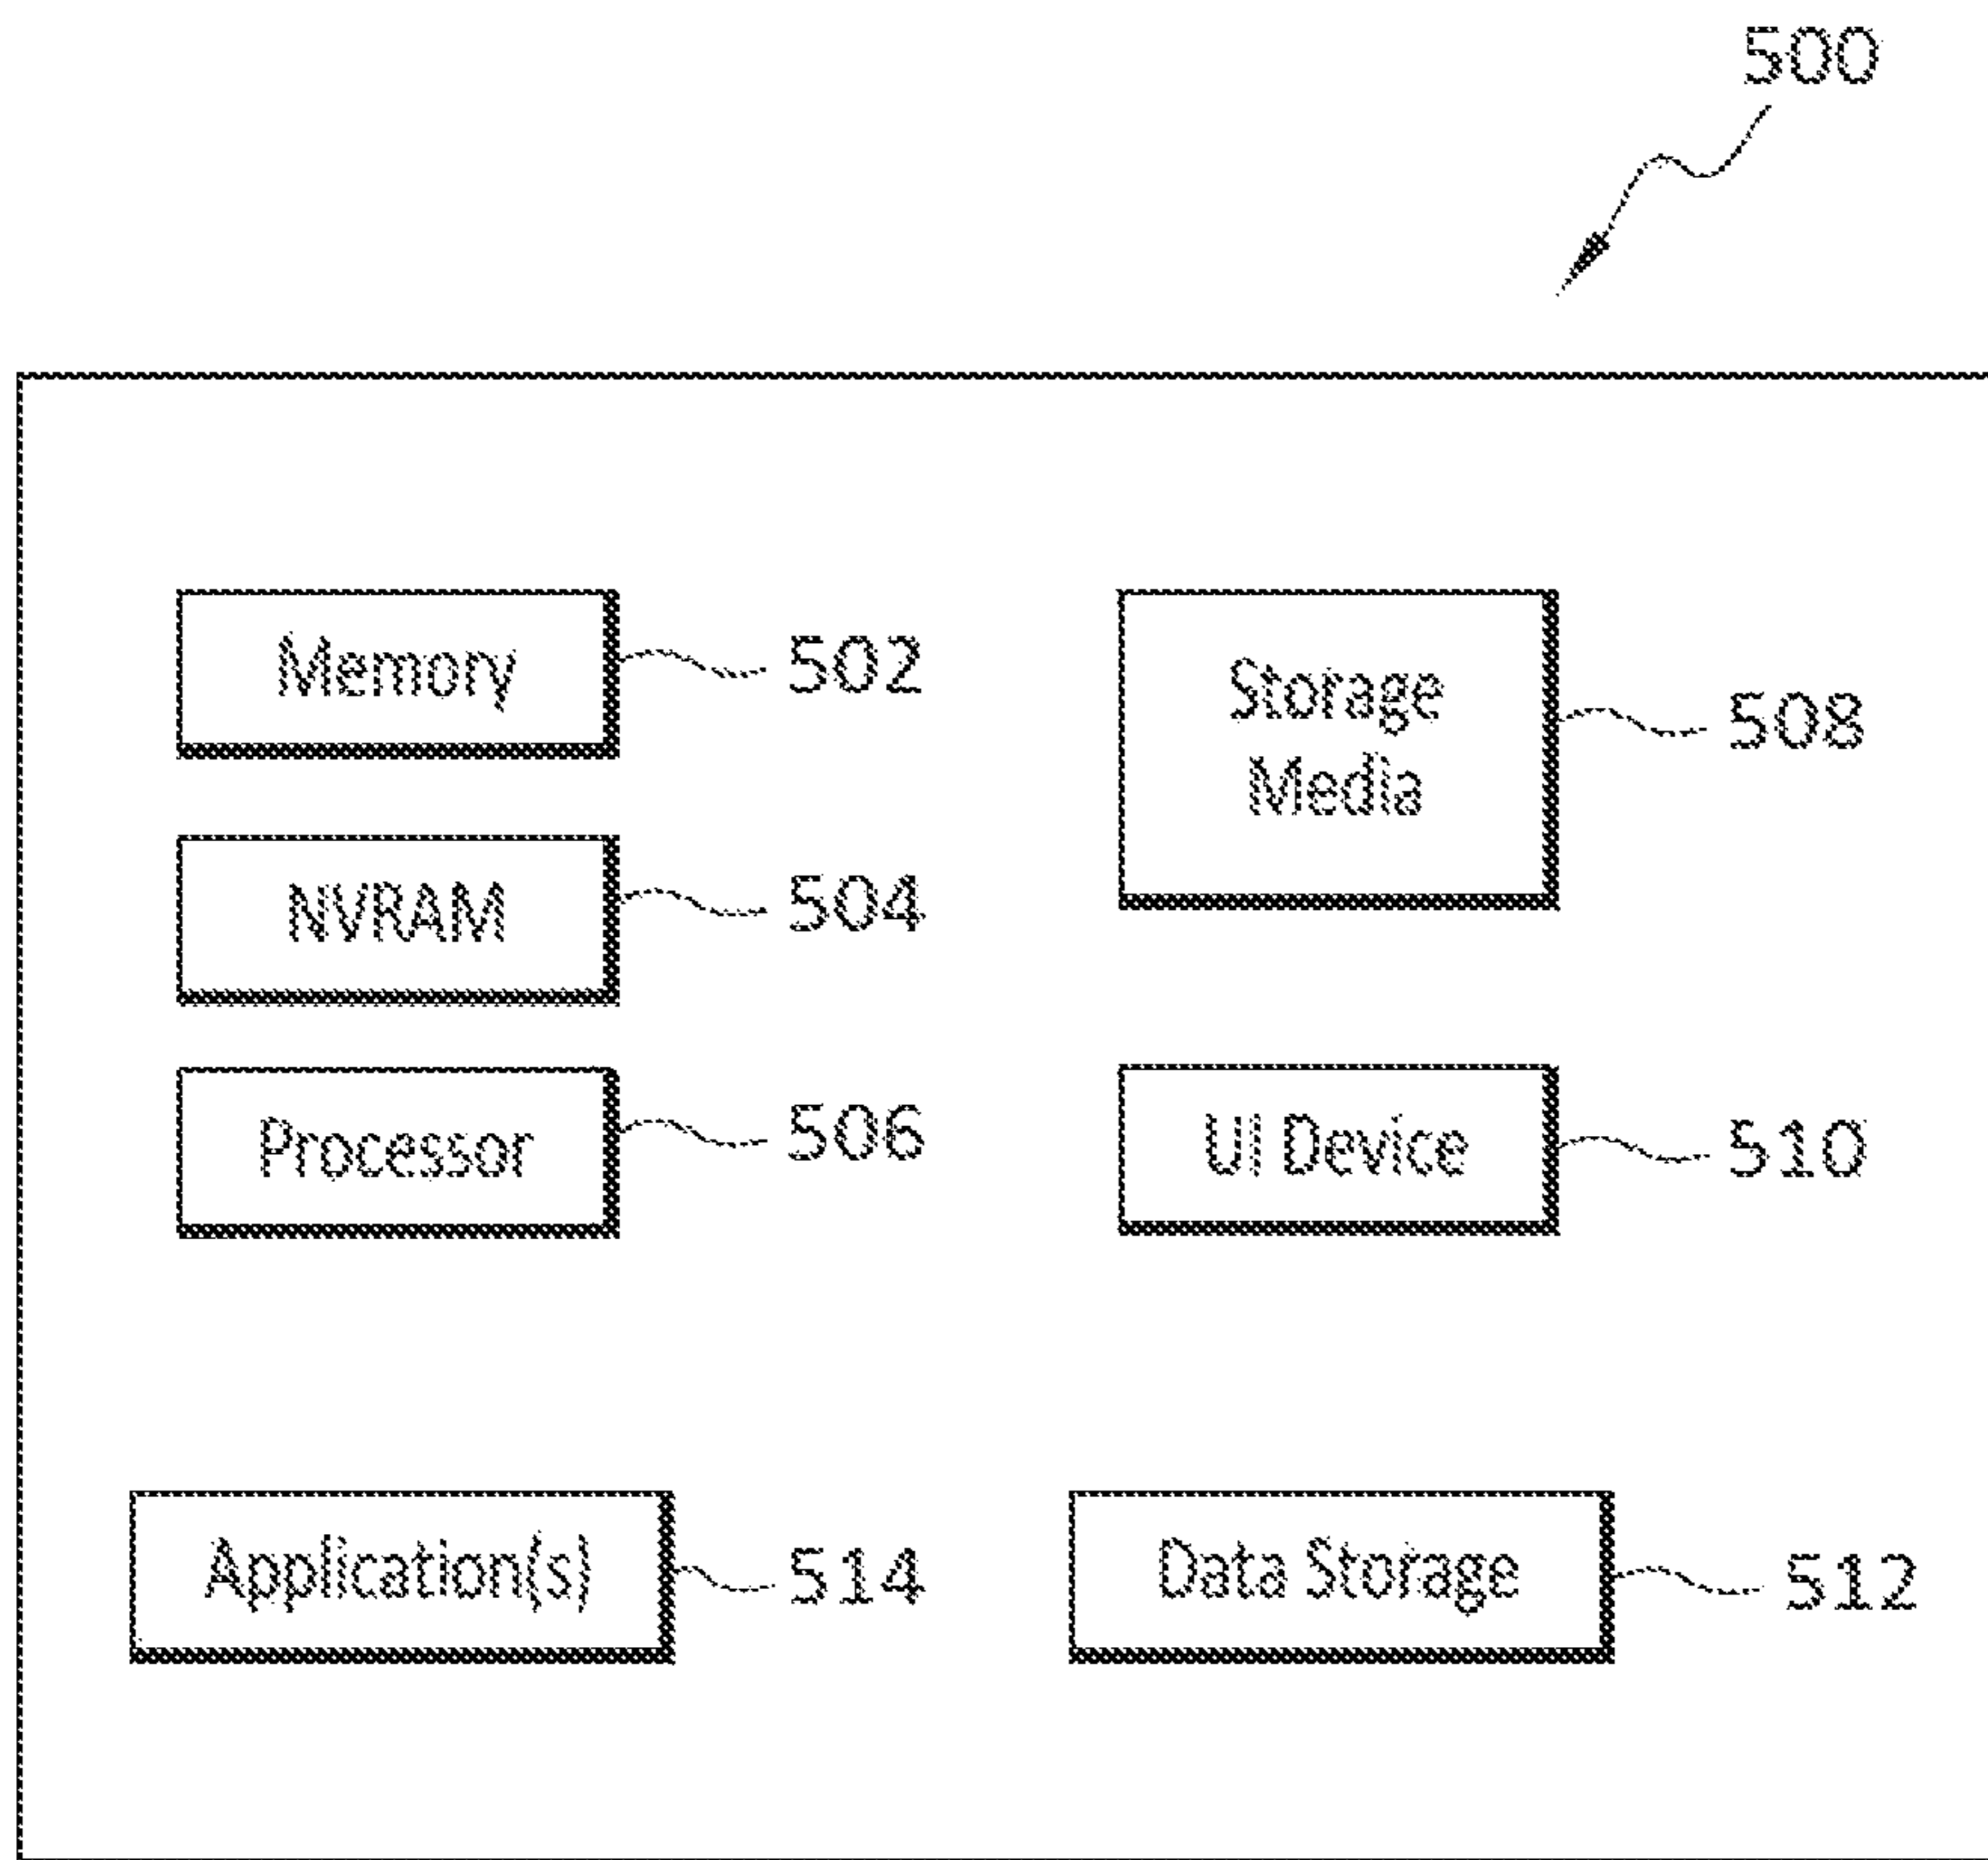 500
Memory 502
Storage
Media
508
NVRAM 504
Processor 506
UI Device 510
Application(s) 514
Data Storage 512